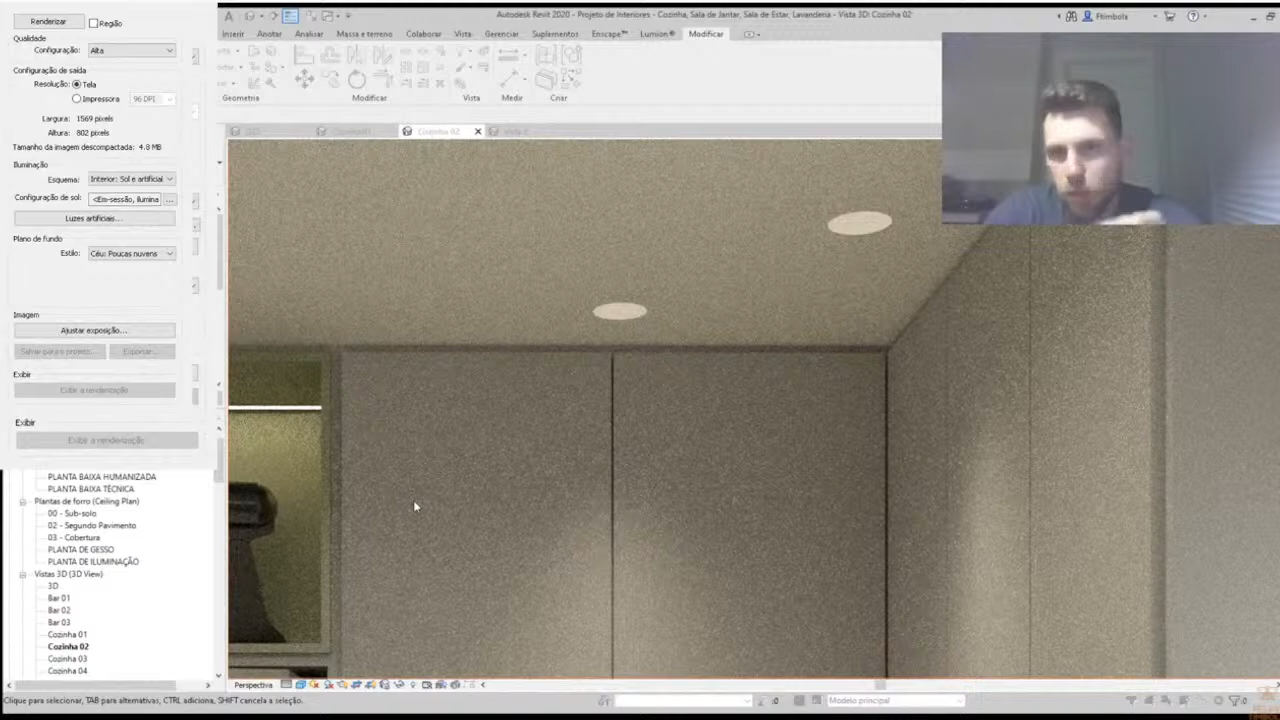 Autodesk Revit 2020 - Projeto de Interiores - Cozinha, Sala de Jantar, Sala de Estar, Lavanderia - Vista 3D: Cozinha 02
Ftimbola
Inserir Anotar Analisar Massa e terreno Colaborar Vista Gerenciar Suplementos Enscape™ Lumion® Modificar
Geometria Modificar Vista Medir Criar
Cozinha 02
Renderizar Região
Qualidade
Configuração: Alta
Configuração de saída
Resolução: Tela
Impressora 96 DPI
Largura: 1569 pixels
Altura: 802 pixels
Tamanho da imagem descompactada: 4.8 MB
Iluminação
Esquema: Interior: Sol e artificial
Configuração de sol: <Em-sessão, ilumina ...
Luzes artificiais...
Plano de fundo
Estilo: Céu: Poucas nuvens
Imagem
Ajustar exposição...
Salvar para o projeto... Exportar...
Exibir
Exibir a renderização
Exibir
Exibir a renderização
PLANTA BAIXA HUMANIZADA
PLANTA BAIXA TÉCNICA
Plantas de forro (Ceiling Plan)
00 - Sub-solo
02 - Segundo Pavimento
03 - Cobertura
PLANTA DE GESSO
PLANTA DE ILUMINAÇÃO
Vistas 3D (3D View)
3D
Bar 01
Bar 02
Bar 03
Cozinha 01
Cozinha 02
Cozinha 03
Cozinha 04
Perspectiva
Clique para selecionar, TAB para alternativas, CTRL adiciona, SHIFT cancela a seleção.
:0 Modelo principal :0